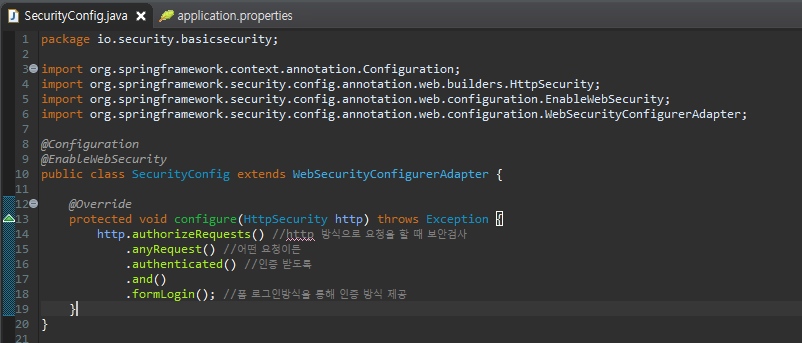 SecurityConfig.java application.properties
1 package io.security.basicsecurity;
2
3 import org.springframework.context.annotation.Configuration;
4 import org.springframework.security.config.annotation.web.builders.HttpSecurity;
5 import org.springframework.security.config.annotation.web.configuration.EnableWebSecurity;
6 import org.springframework.security.config.annotation.web.configuration.WebSecurityConfigurerAdapter;
7
8 @Configuration
9 @EnableWebSecurity
10 public class SecurityConfig extends WebSecurityConfigurerAdapter {
11
12 @Override
13 protected void configure(HttpSecurity http) throws Exception {
14 http.authorizeRequests() //http 방식으로 요청을 할 때 보안검사
15 .anyRequest() //어떤 요청이든
16 .authenticated() //인증 받도록
17 .and()
18 .formLogin(); //폼 로그인방식을 통해 인증 방식 제공
19 }
20 }
21